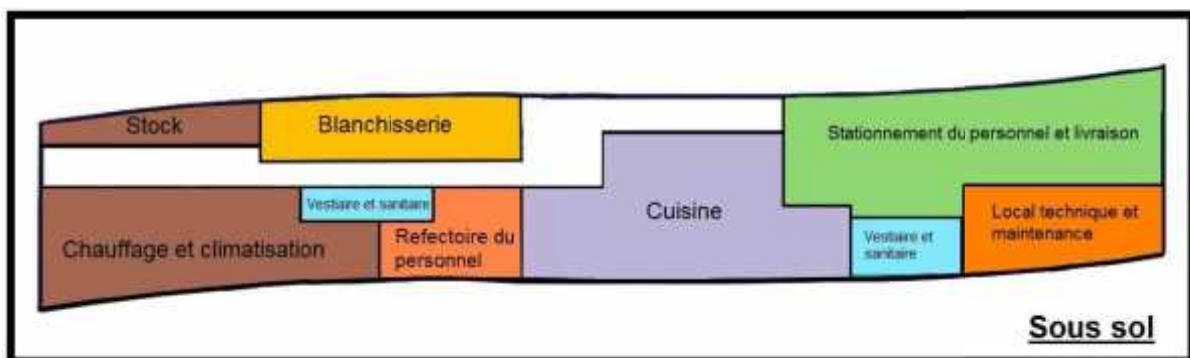 Stock
Blanchisserie
Stationnement du personnel et livraison
Vestiaire et sanitaire
Cuisine
Local technique et
maintenance
Chauffage et climatisation
Refectoire du
personnel
Vestiaire et
sanitaire
Sous sol